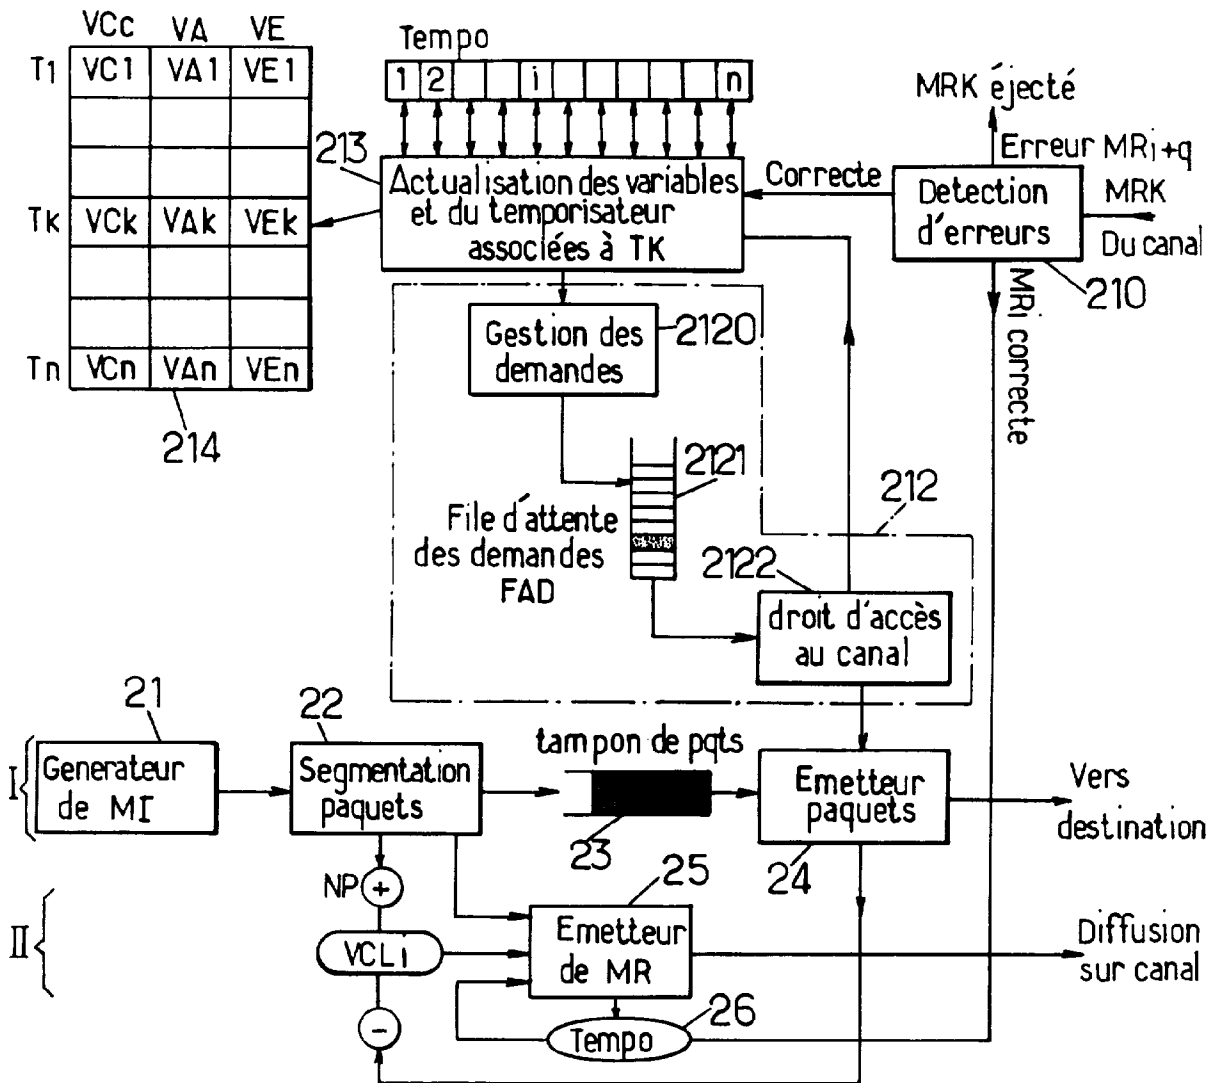 VCc VA VE
T1 VC1 VA1 VE1
Tk VCk VAk VEk
Tn VCn VAn VEn
214
Tempo
1 2 i n
213
Actualisation des variables
et du temporisateur
associées à TK
Correcte
MRK éjecté
Erreur MRi+q
Détection
d'erreurs
MRK
Du canal
210
MRi correcte
Gestion des
demandes
2120
2121
File d'attente
des demandes
FAD
212
2122
droit d'accès
au canal
21
22
I
Generateur
de MI
Segmentation
paquets
tampon de pqts
23
Emetteur
paquets
24
Vers
destination
NP +
II
VCLi
-
25
Emetteur
de MR
26
Tempo
Diffusion
sur canal